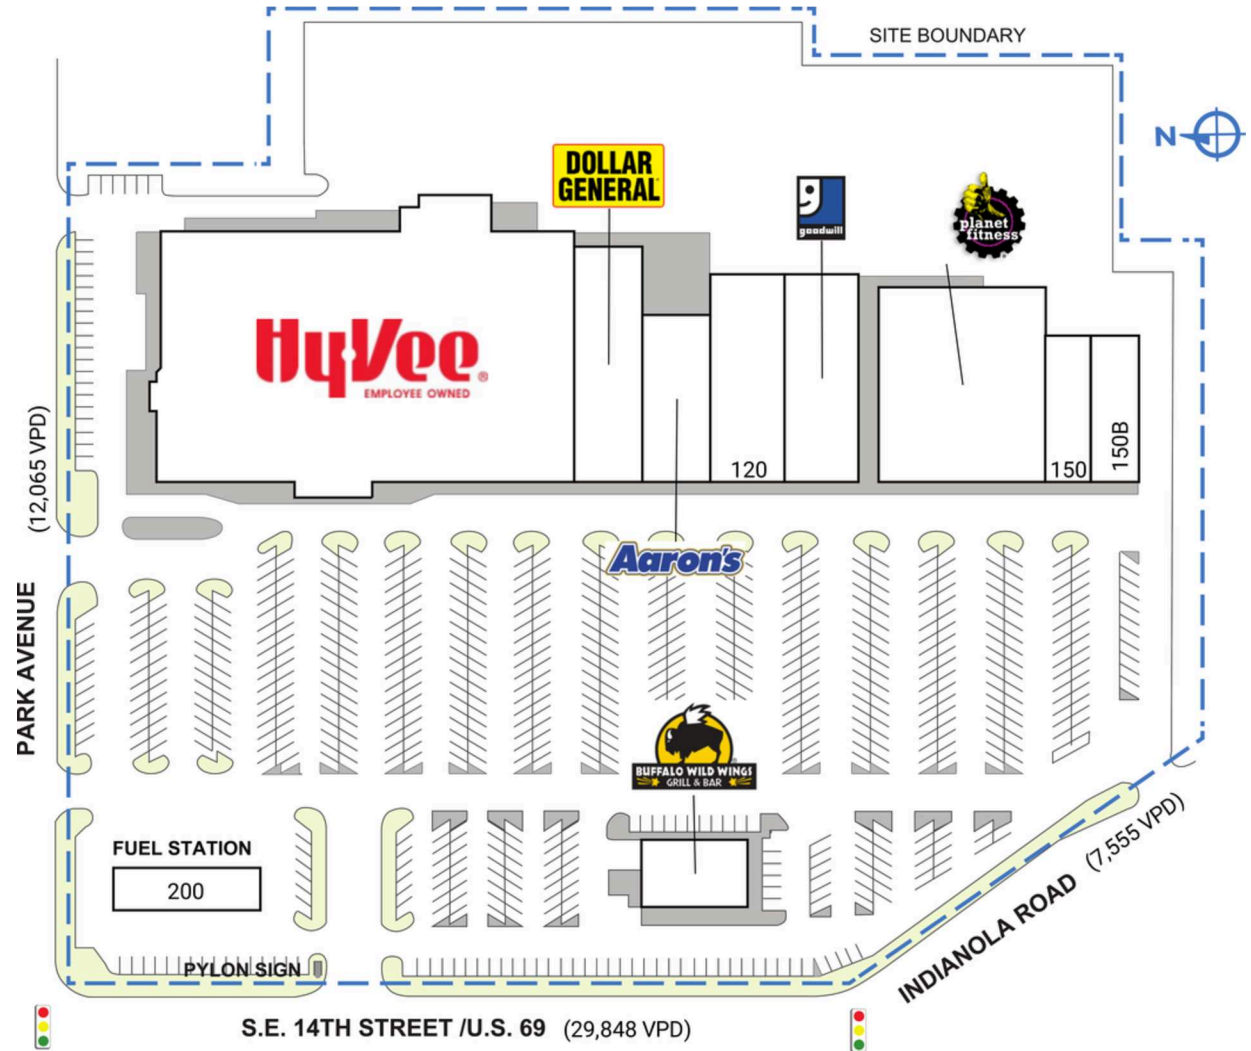 SITE BOUNDARY
N
DOLLAR
GENERAL
goodwill
planet
fitness
HyVee
EMPLOYEE OWNED
120
150
150B
(12,065 VPD)
Aaron's
PARK AVENUE
BUFFALO WILD WINGS
GRILL & BAR
FUEL STATION
200
(7,555 VPD)
INDIANOLA ROAD
PYLON SIGN
S.E. 14TH STREET /U.S. 69 (29,848 VPD)